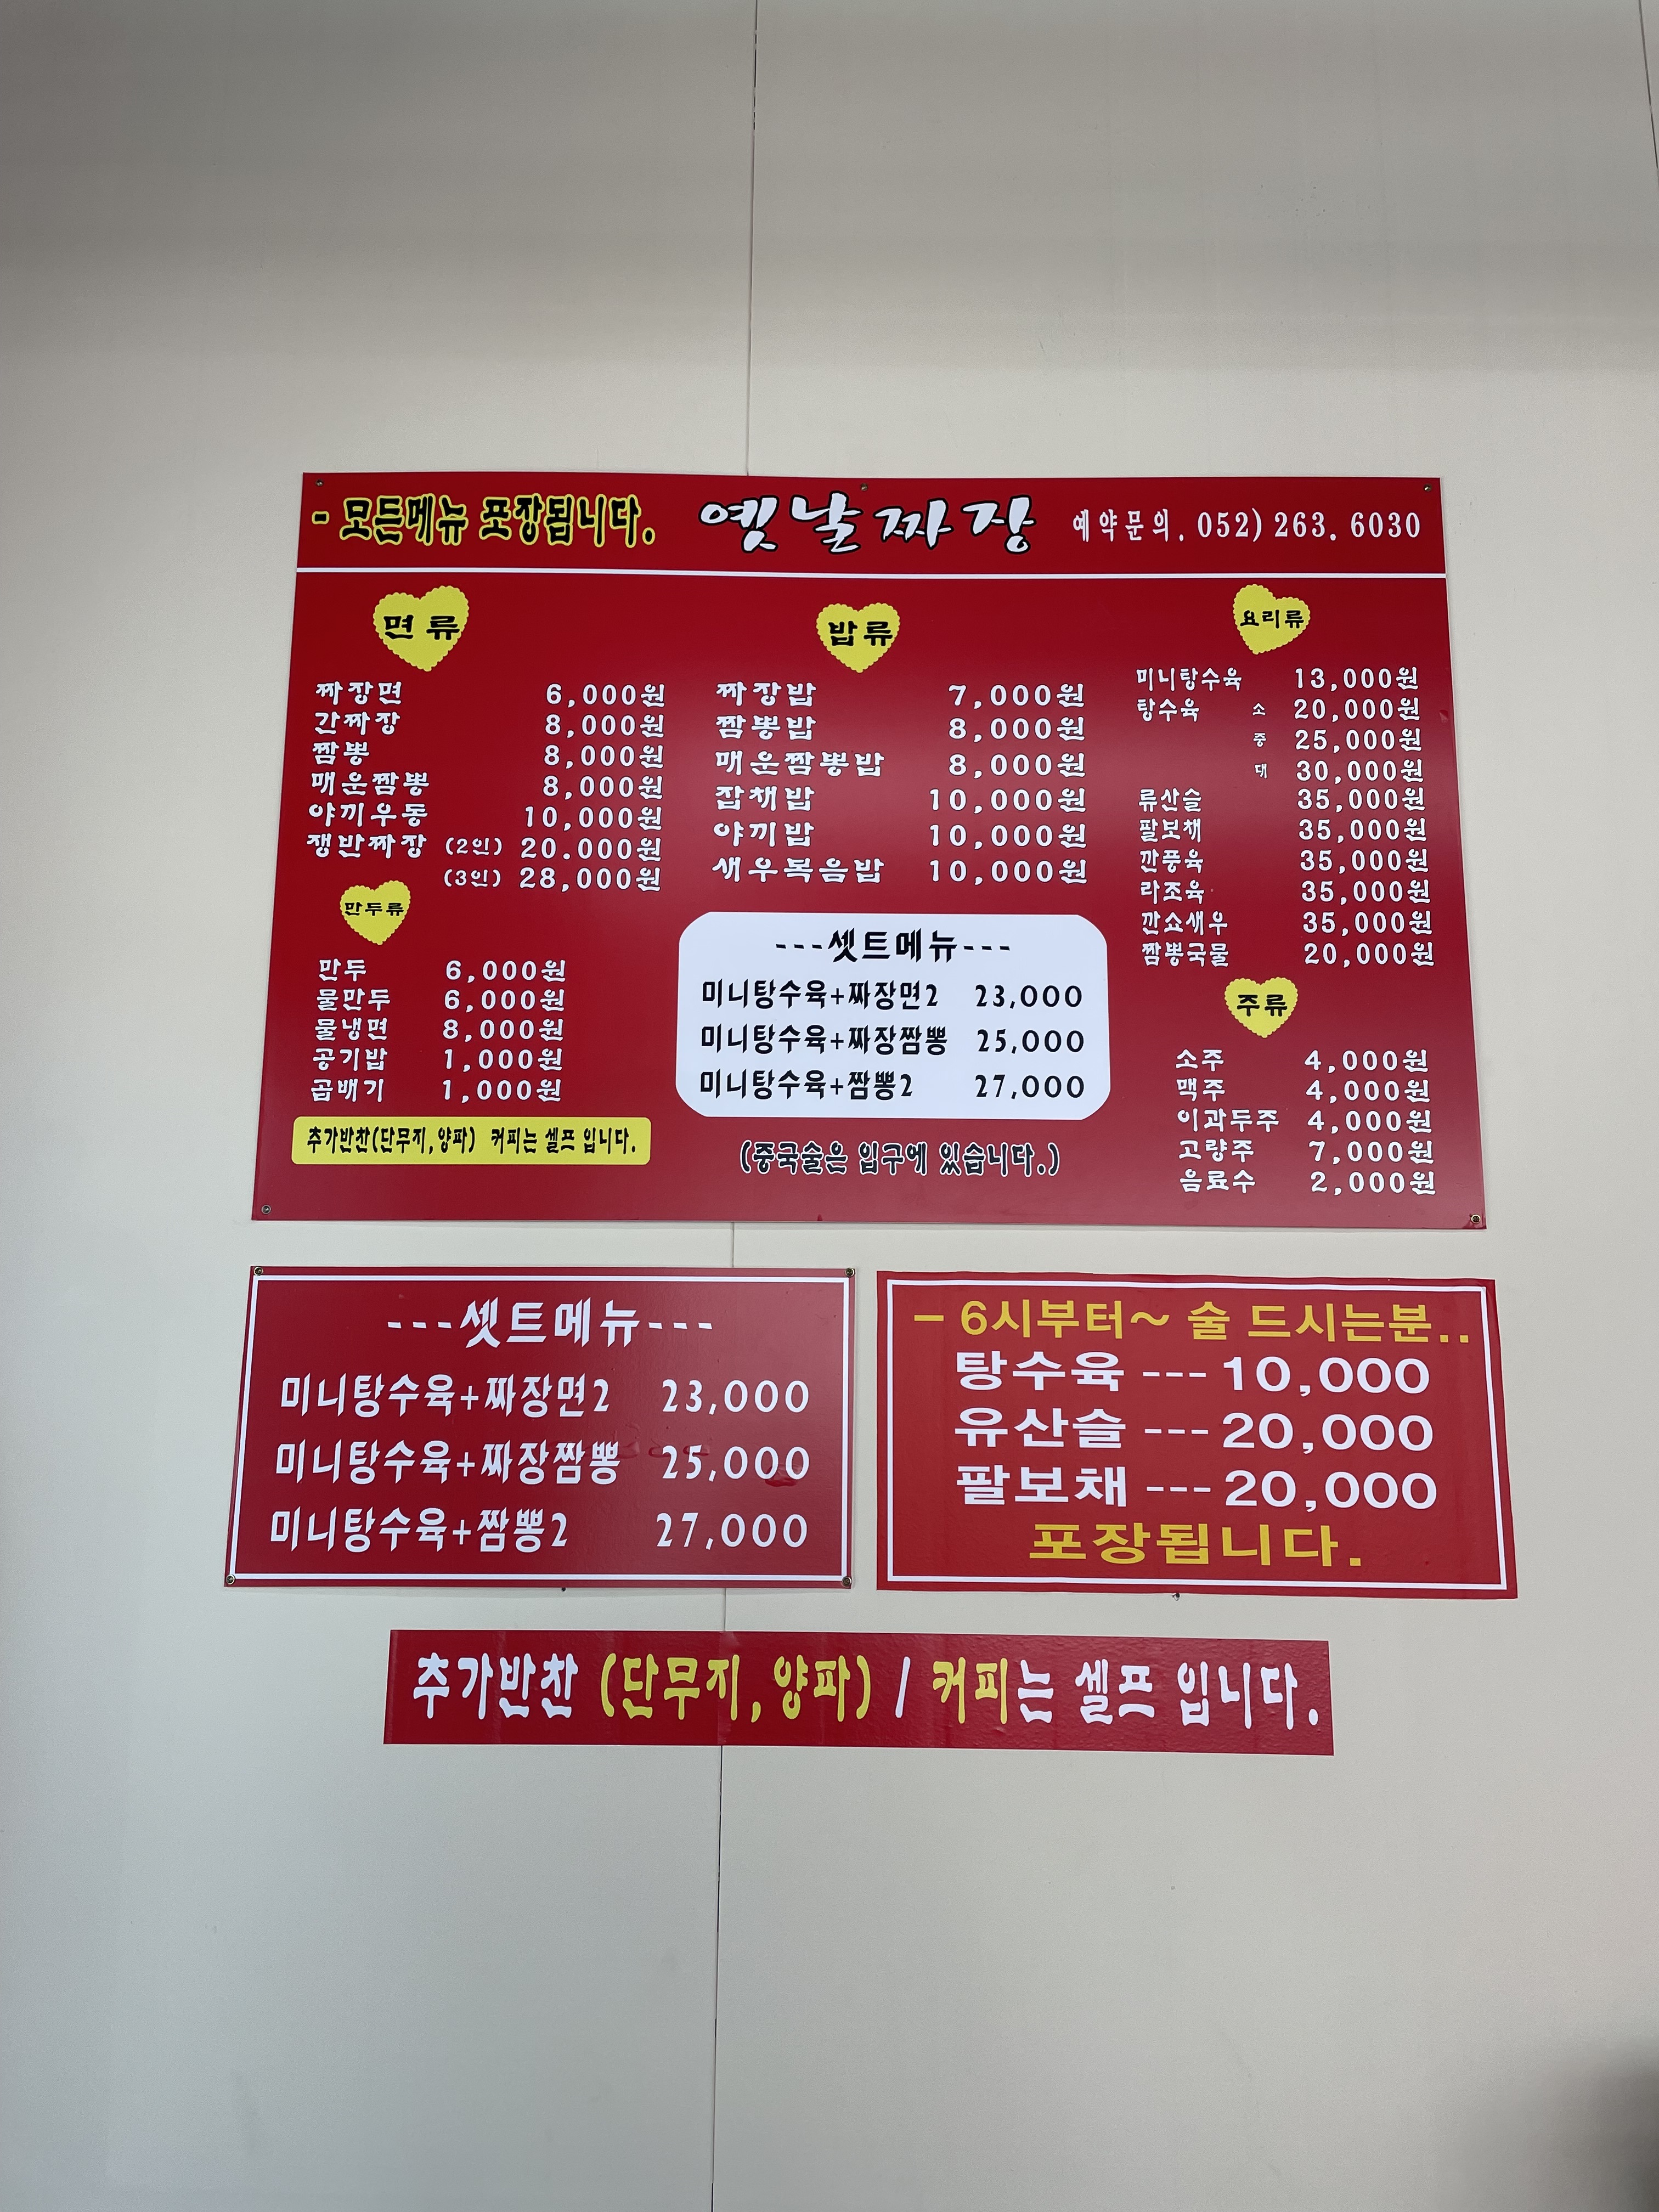 - 모든메뉴 포장됩니다. 옛날짜장 예약문의. 052) 263. 6030
면류
짜장면 6,000원
간짜장 8,000원
짬뽕 8,000원
매운짬뽕 8,000원
야끼우동 10,000원
쟁반짜장 (2인) 20.000원
(3인) 28,000원
만두류
만두 6,000원
물만두 6,000원
물냉면 8,000원
공기밥 1,000원
곱배기 1,000원
추가반찬(단무지,양파) 커피는 셀프 입니다.
밥류
짜장밥 7,000원
짬뽕밥 8,000원
매운짬뽕밥 8,000원
잡채밥 10,000원
야끼밥 10,000원
새우복음밥 10,000원
---셋트메뉴---
미니탕수육+짜장면2 23,000
미니탕수육+짜장짬뽕 25,000
미니탕수육+짬뽕2 27,000
(중국술은 입구에 있습니다.)
요리류
미니탕수육 13,000원
탕수육 소 20,000원
중 25,000원
대 30,000원
류산슬 35,000원
팔보채 35,000원
깐풍육 35,000원
라조육 35,000원
깐쇼새우 35,000원
짬뽕국물 20,000원
주류
소주 4,000원
맥주 4,000원
이과두주 4,000원
고량주 7,000원
음료수 2,000원
---셋트메뉴---
미니탕수육+짜장면2 23,000
미니탕수육+짜장짬뽕 25,000
미니탕수육+짬뽕2 27,000
- 6시부터~ 술 드시는분..
탕수육 --- 10,000
유산슬 --- 20,000
팔보채 --- 20,000
포장됩니다.
추가반찬 (단무지,양파) / 커피는 셀프 입니다.